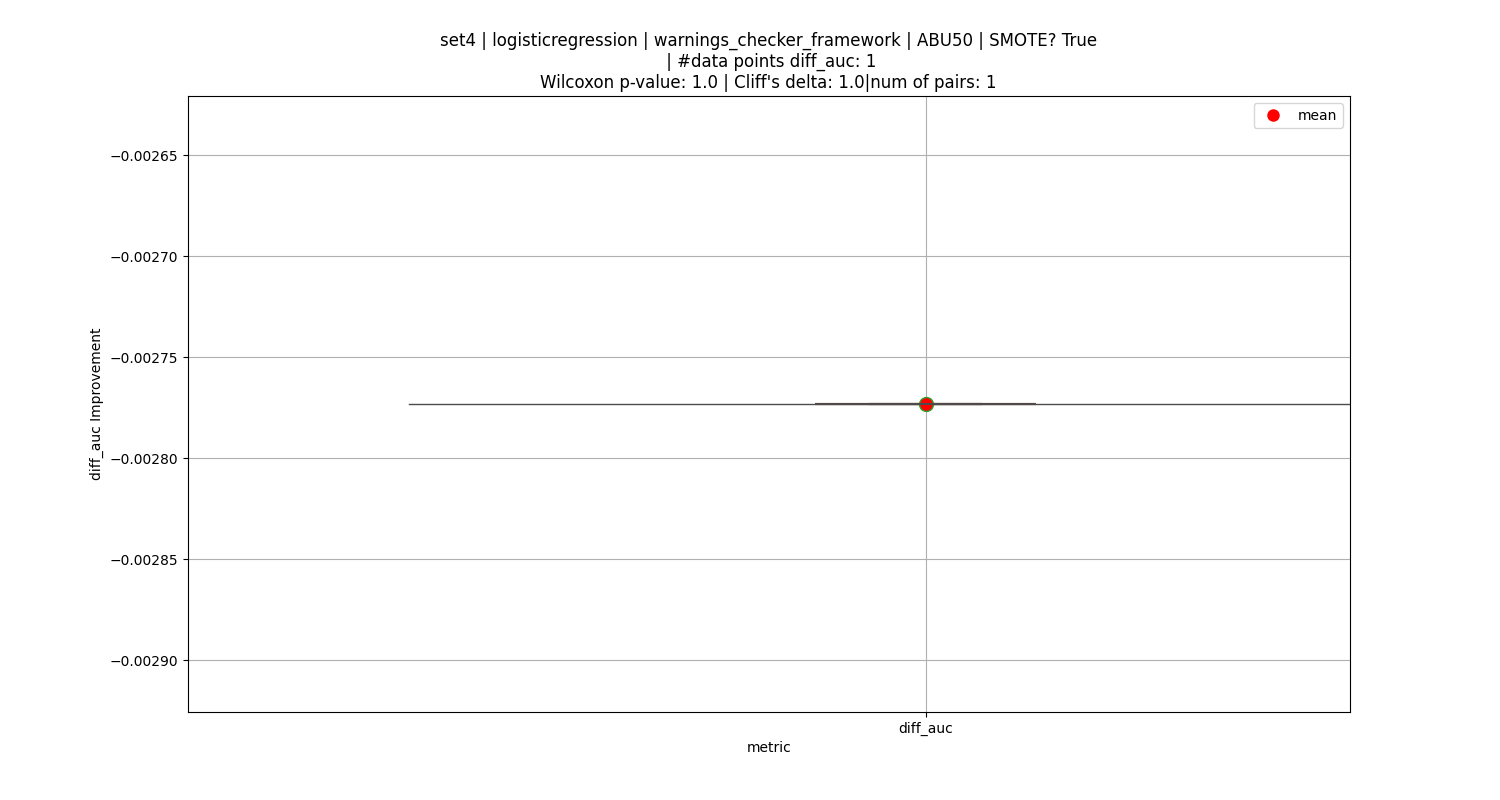 set4 | logisticregression | warnings_checker_framework | ABU50 | SMOTE? True
| #data points diff_auc: 1
Wilcoxon p-value: 1.0 | Cliff's delta: 1.0|num of pairs: 1
mean
−0.00265
−0.00270
−0.00275
−0.00280
−0.00285
−0.00290
diff_auc Improvement
diff_auc
metric